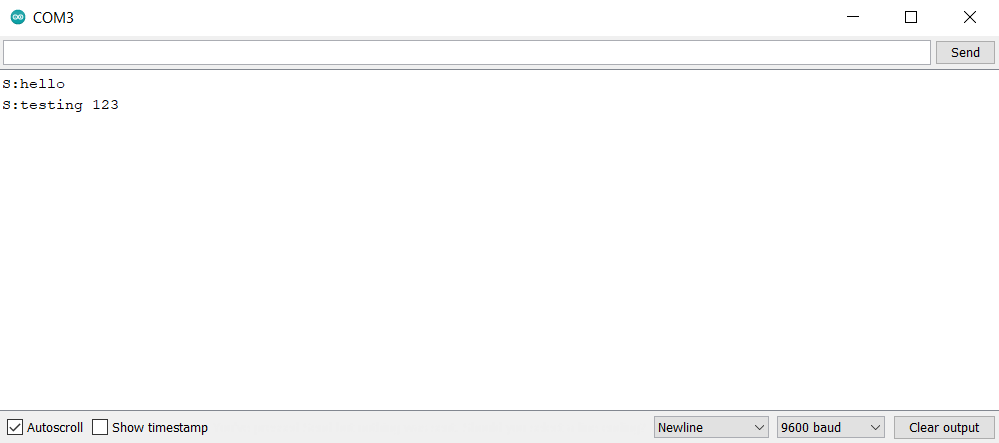 COM3
Send
S:hello
S:testing 123
Autoscroll
Show timestamp
Newline
9600 baud
Clear output